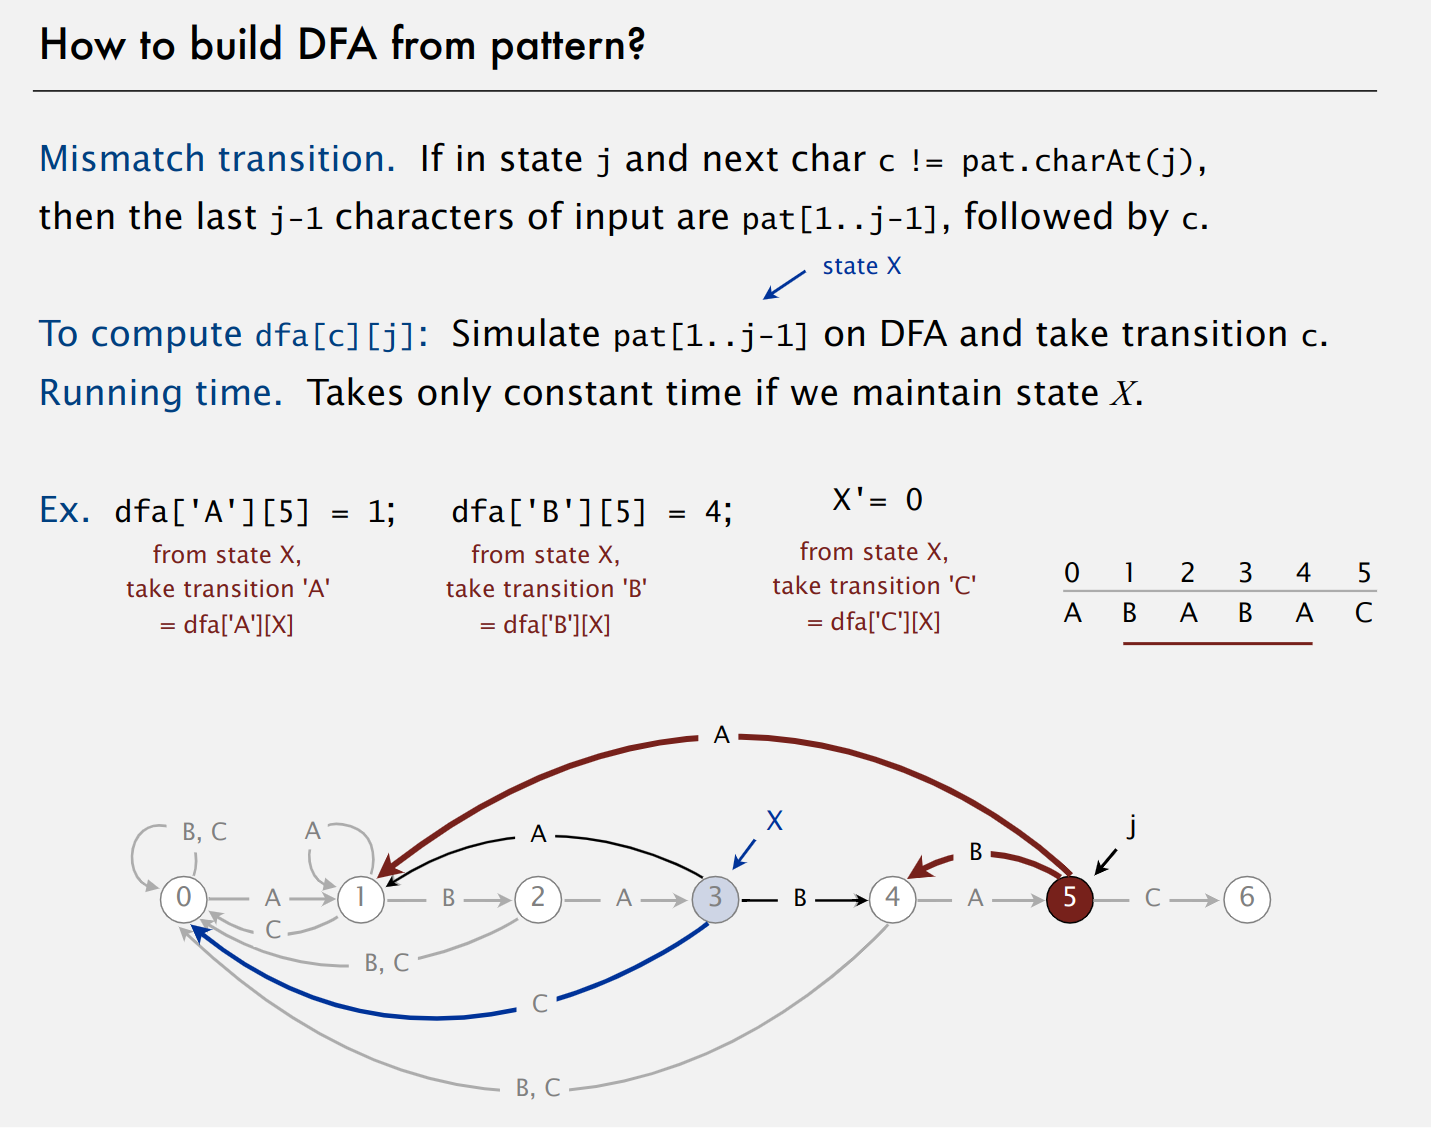 How to build DFA from pattern?
Mismatch transition. If in state j and next char c != pat.charAt(j),
then the last j-1 characters of input are pat[1..j-1], followed by c.
state X
To compute dfa[c][j]: Simulate pat[1..j-1] on DFA and take transition c.
Running time. Takes only constant time if we maintain state X.
Ex. dfa['A'][5] = 1; dfa['B'][5] = 4; X'= 0
from state X, from state X, from state X,
take transition 'A' take transition 'B' take transition 'C'
= dfa['A'][X] = dfa['B'][X] = dfa['C'][X]
0 1 2 3 4 5
A B A B A C
A
X
j
B, C A A B
0 A 1 B 2 A 3 B 4 A 5 C 6
C
B, C
C
B, C